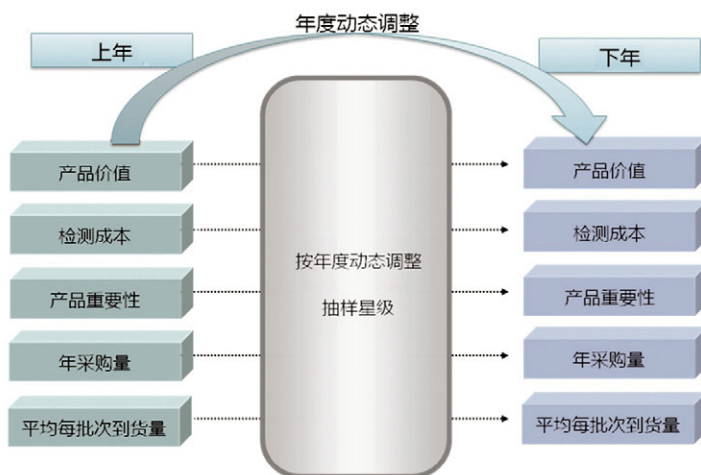 年度动态调整
上年
下年
产品价值
检测成本
产品重要性
年采购量
平均每批次到货量
按年度动态调整
抽样星级
产品价值
检测成本
产品重要性
年采购量
平均每批次到货量